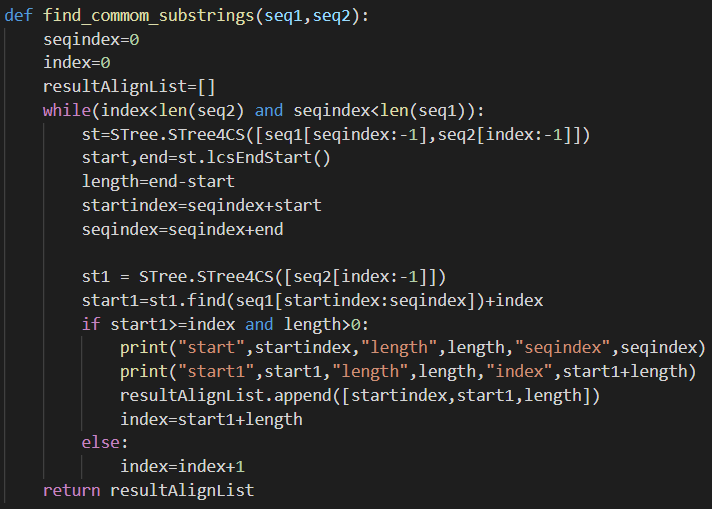 def find_commom_substrings(seq1,seq2):
    seqindex=0
    index=0
    resultAlignList=[]
    while(index<len(seq2) and seqindex<len(seq1)):
        st=STree.STree4CS([seq1[seqindex:-1],seq2[index:-1]])
        start,end=st.lcsEndStart()
        length=end-start
        startindex=seqindex+start
        seqindex=seqindex+end

        st1 = STree.STree4CS([seq2[index:-1]])
        start1=st1.find(seq1[startindex:seqindex])+index
        if start1>=index and length>0:
            print("start",startindex,"length",length,"seqindex",seqindex)
            print("start1",start1,"length",length,"index",start1+length)
            resultAlignList.append([startindex,start1,length])
            index=start1+length
        else:
            index=index+1
    return resultAlignList